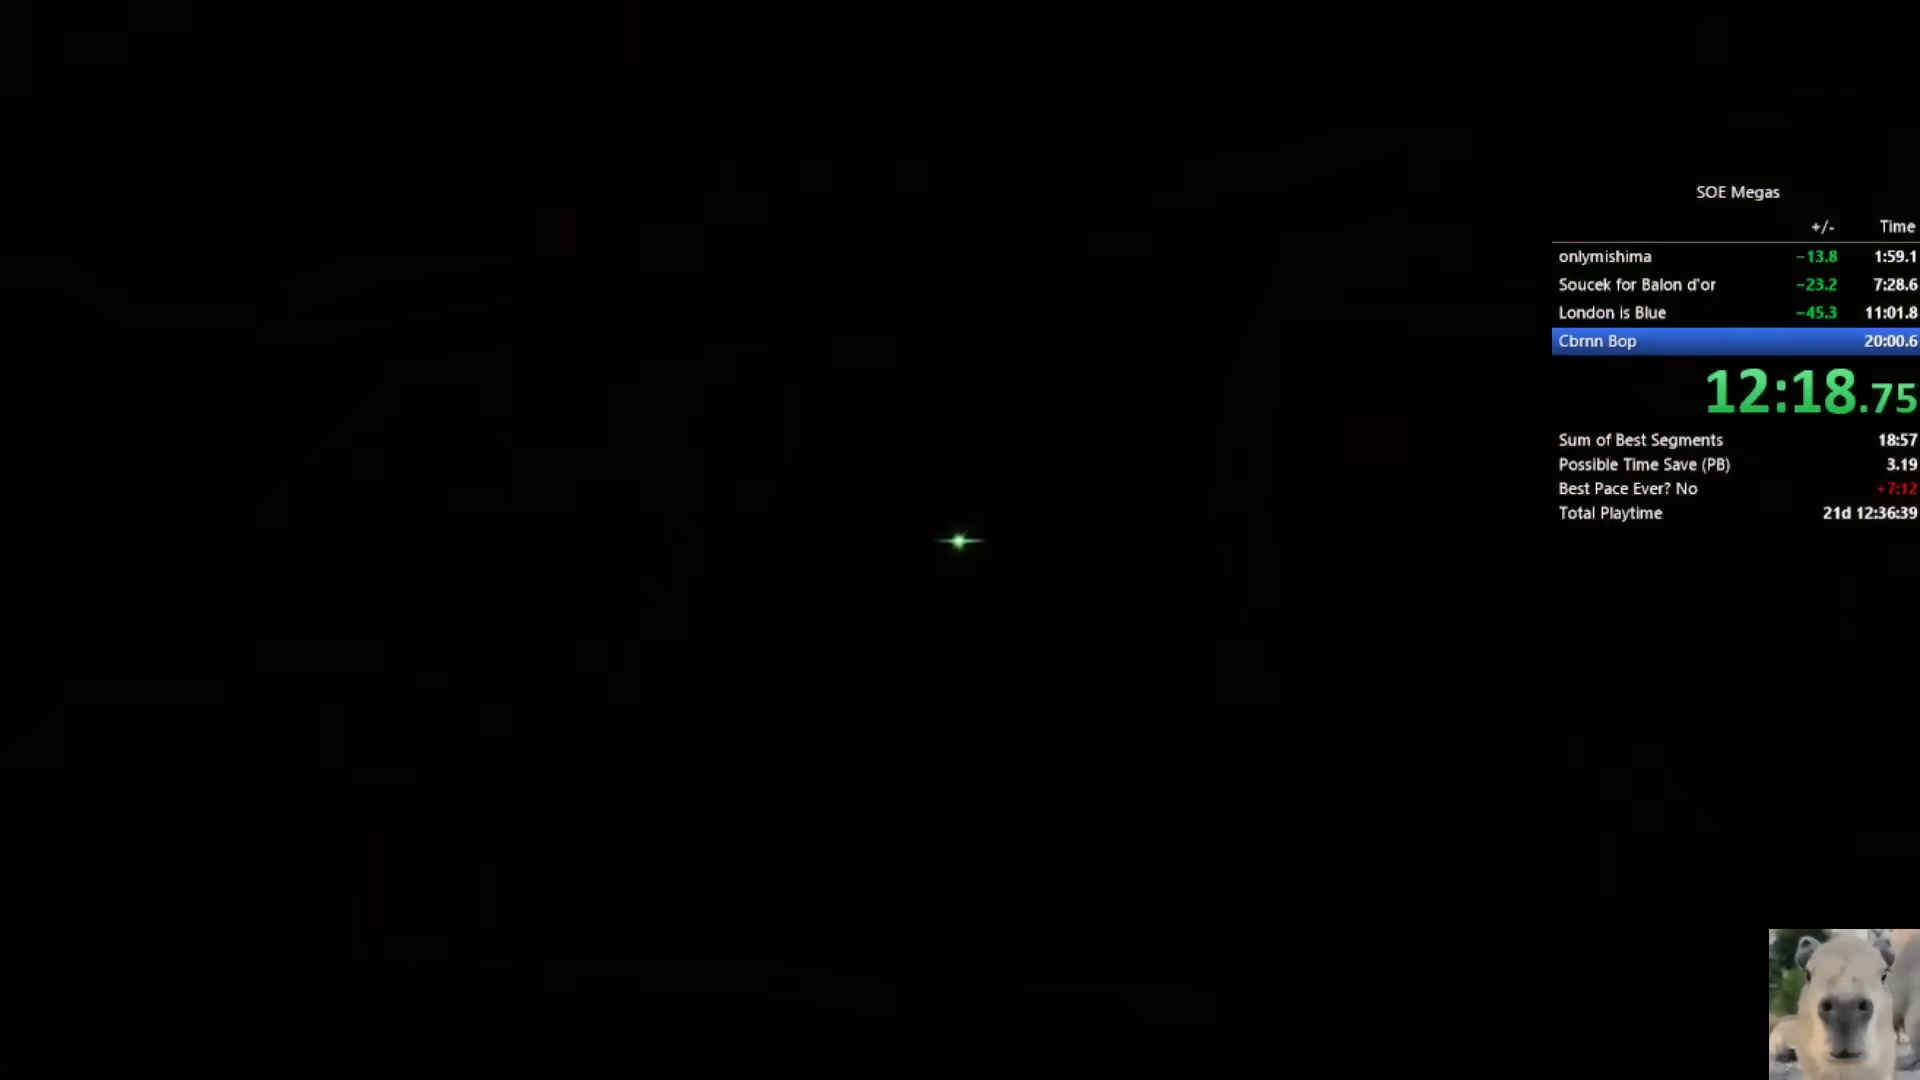 SOE Megas
+/- Time
onlymishima -13.8 1:59.1
Soucek for Balon d'or -23.2 7:28.6
London is Blue -45.3 11:01.8
Cbrnn Bop 20:00.6
12:18.75
Sum of Best Segments 18:57
Possible Time Save (PB) 3.19
Best Pace Ever? No +7:12
Total Playtime 21d 12:36:39